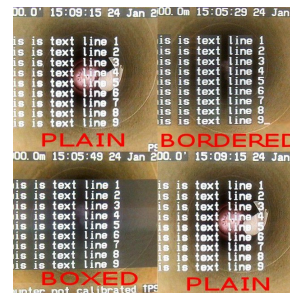 00.0' 15:09:15 24 Jan 2
is is text line 1
is is text line 2
is is text line 3
is is text line 4
is is text line 5
is is text line 6
is is text line 7
is is text line 8
is is text line 9
PLAIN
00.0m 15:05:29 24 Jan
is is text line 1
is is text line 2
is is text line 3
is is text line 4
is is text line 5
is is text line 6
is is text line 7
is is text line 8
is is text line 9
BORDERED
00.0m 15:05:49 24 Jan 2
is is text line 1
is is text line 2
is is text line 3
is is text line 4
is is text line 5
is is text line 6
is is text line 7
is is text line 8
is is text line 9
BOXED
unter not calibrated
00.0' 15:09:15 24 Jan
is is text line 1
is is text line 2
is is text line 3
is is text line 4
is is text line 5
is is text line 6
is is text line 7
is is text line 8
is is text line 9
PLAIN